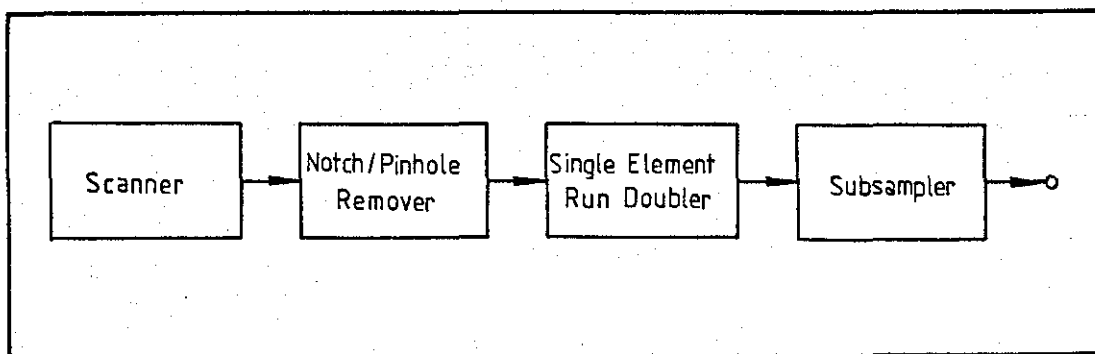 Scanner
Notch/Pinhole
Remover
Single Element
Run Doubler
Subsampler